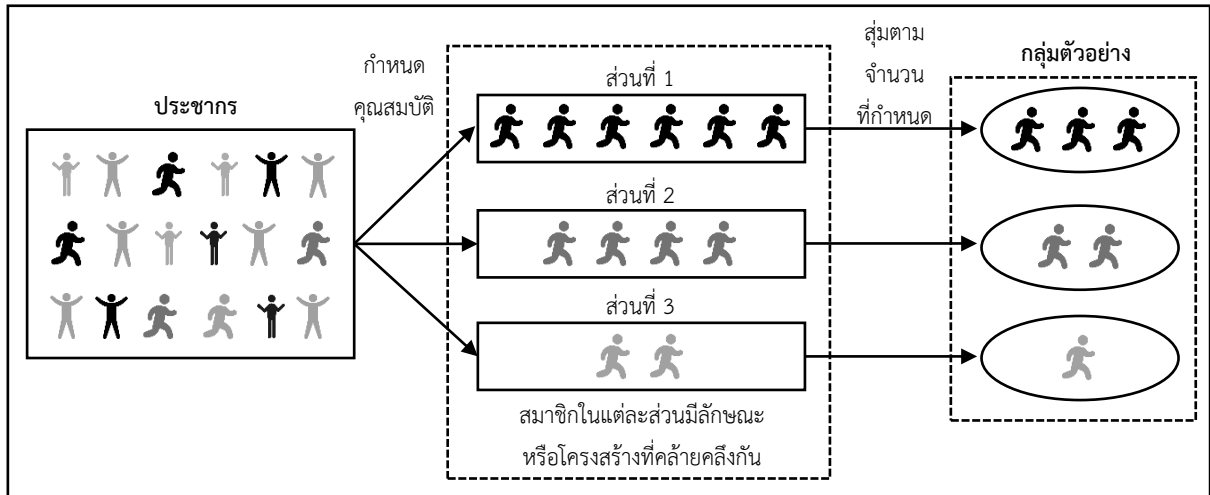 ประชากร
กำหนด
คุณสมบัติ
ส่วนที่ 1
ส่วนที่ 2
ส่วนที่ 3
สมาชิกในแต่ละส่วนมีลักษณะ
หรือโครงสร้างที่คล้ายคลึงกัน
สุ่มตาม
จำนวน
ที่กำหนด
กลุ่มตัวอย่าง